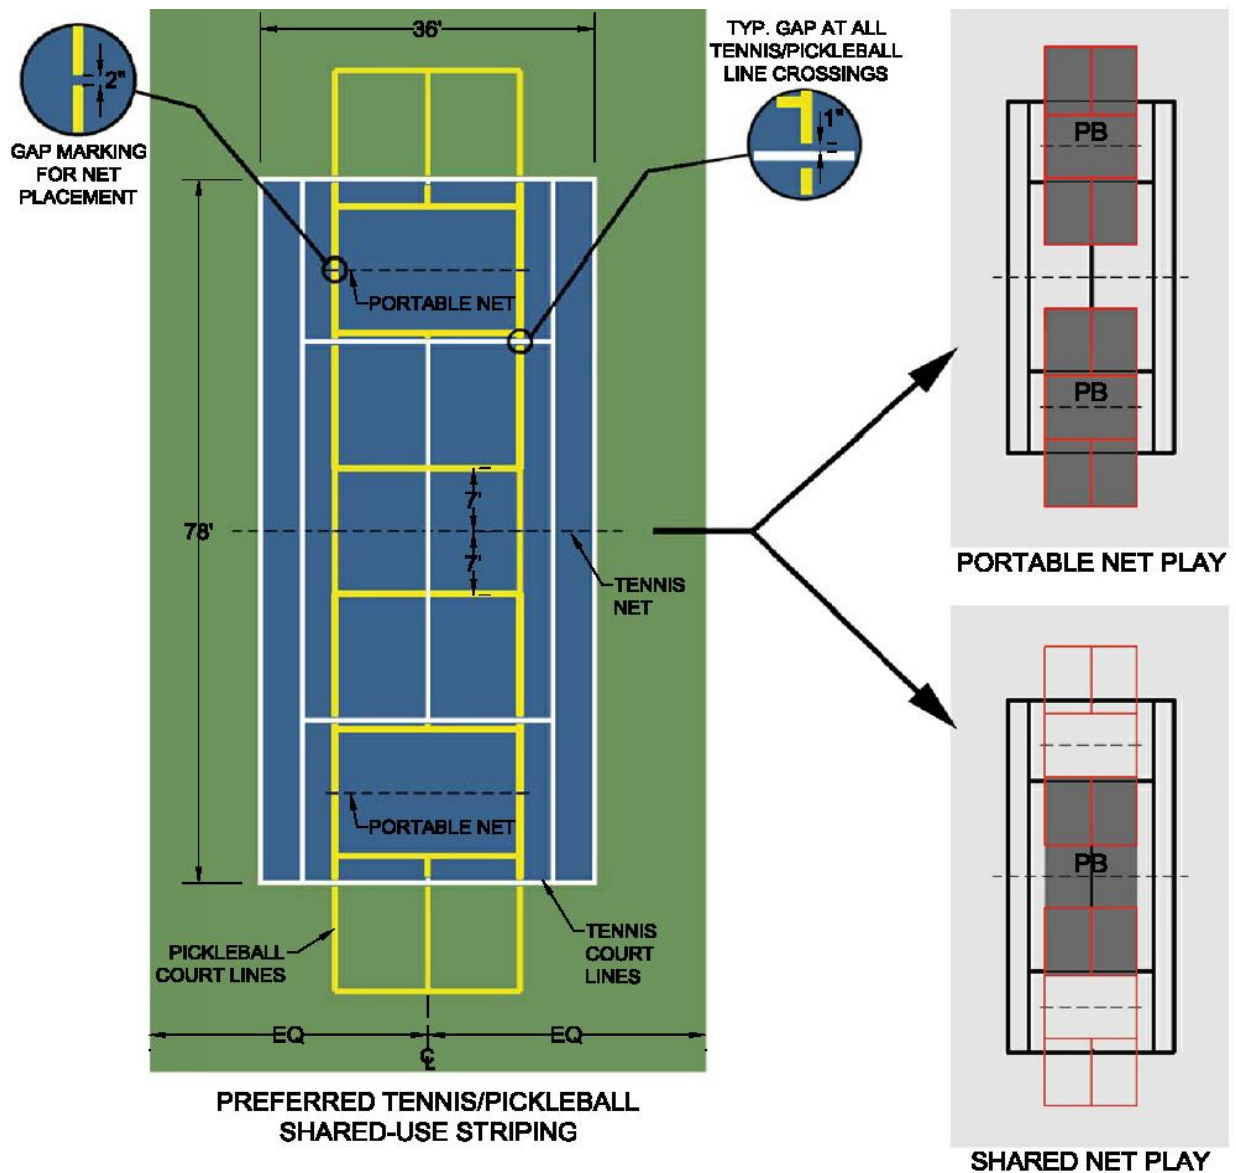 36'
2"
GAP MARKING
FOR NET
PLACEMENT
TYP. GAP AT ALL
TENNIS/PICKLEBALL
LINE CROSSINGS
1"
PORTABLE NET
7'
78'
7'
TENNIS
NET
PORTABLE NET
PICKLEBALL
COURT LINES
TENNIS
COURT
LINES
EQ
EQ
℄
PREFERRED TENNIS/PICKLEBALL
SHARED-USE STRIPING
PB
PB
PORTABLE NET PLAY
PB
SHARED NET PLAY